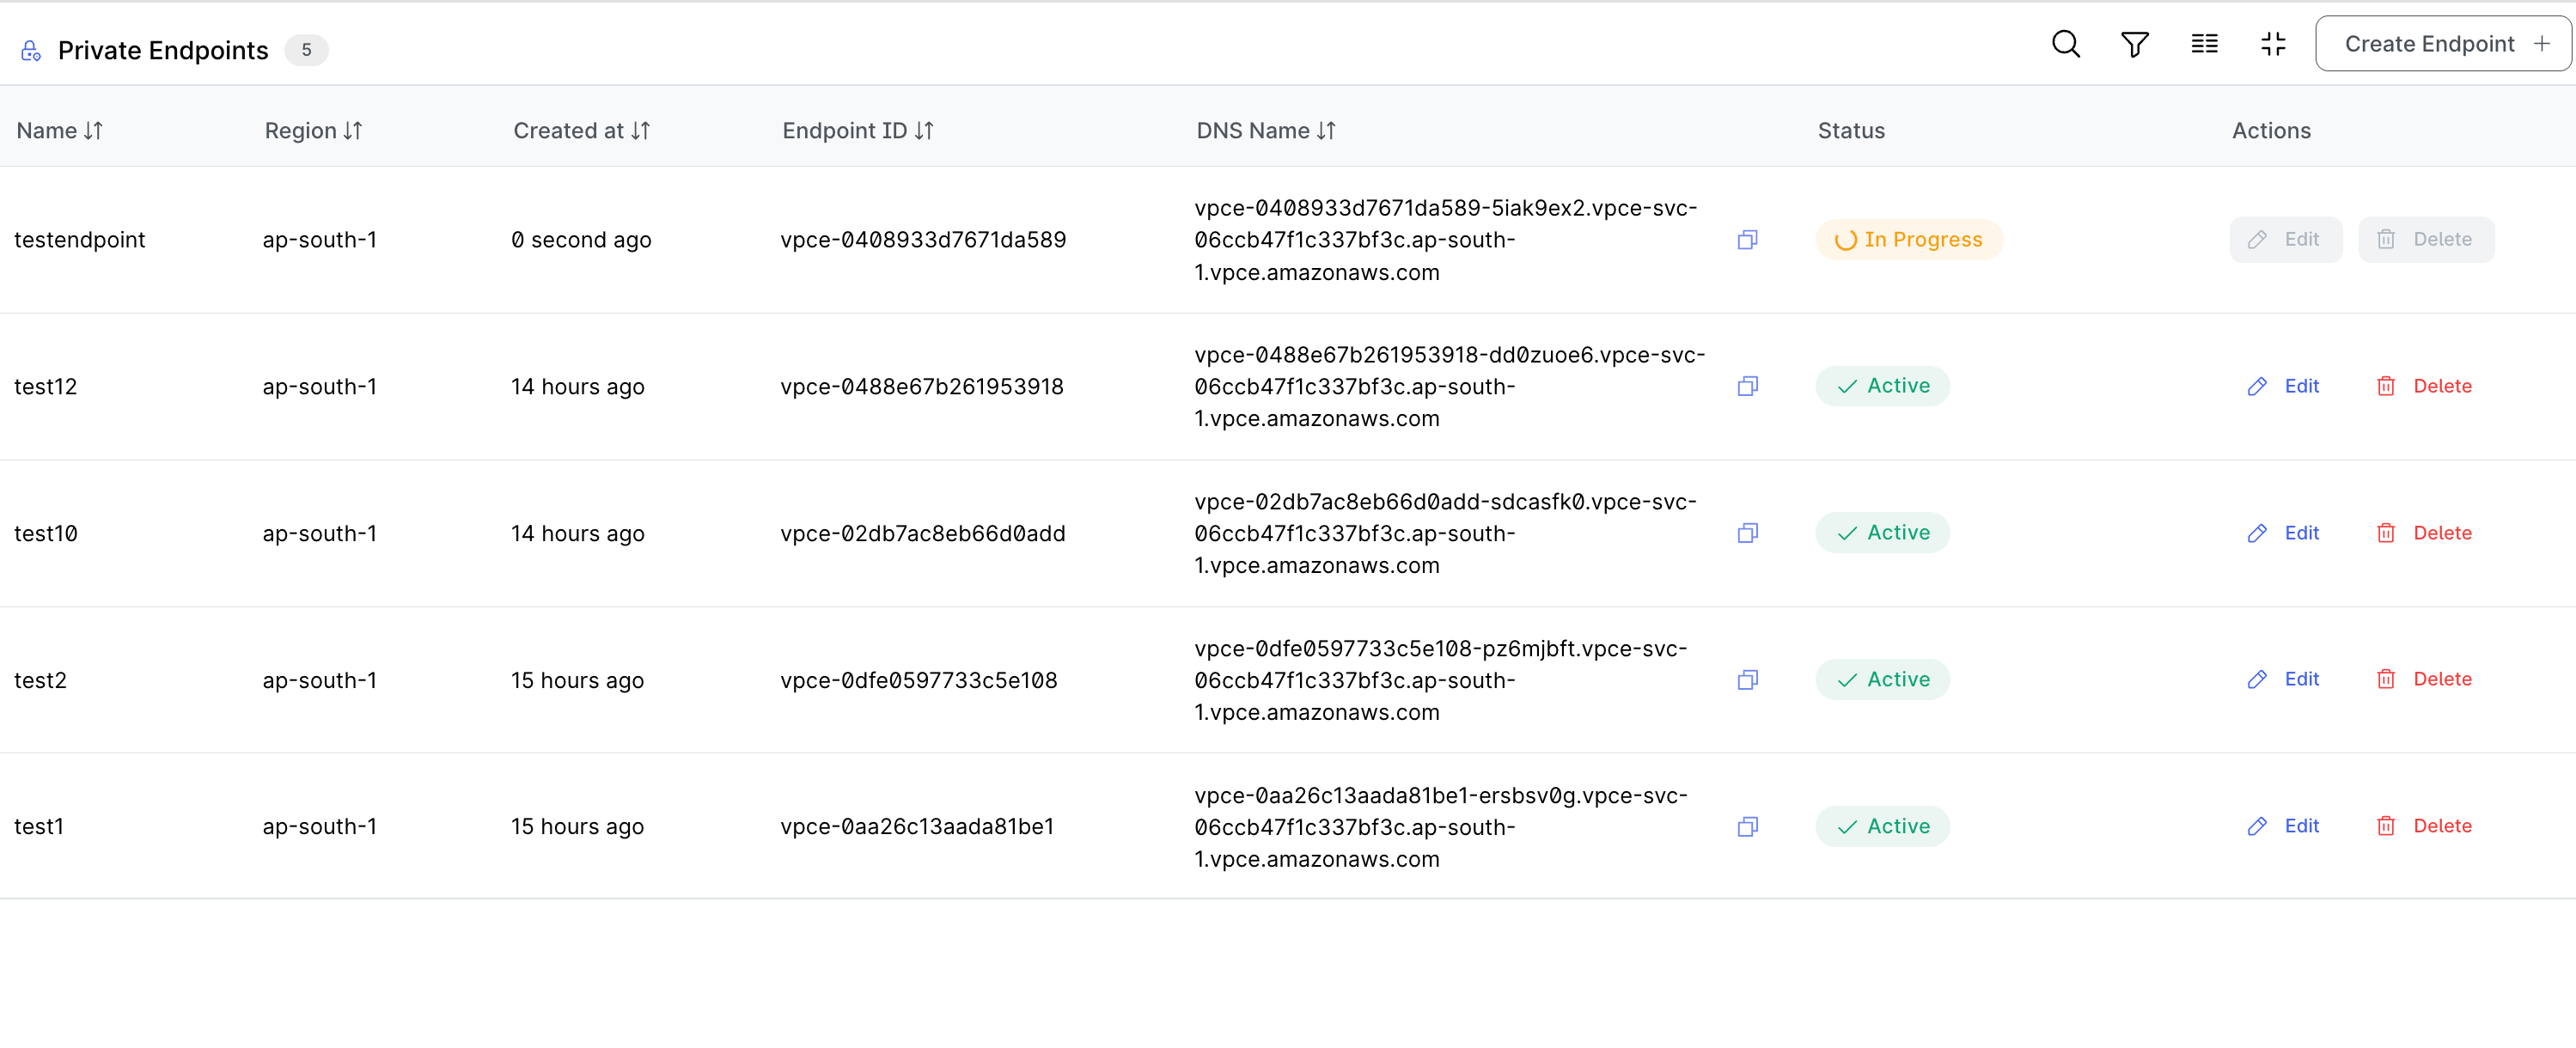 Private Endpoints 5 Create Endpoint
Name Region Created at Endpoint ID DNS Name Status Actions
testendpoint ap-south-1 0 second ago vpce-0408933d7671da589 vpce-0408933d7671da589-5iak9ex2.vpce-svc-
06ccb47f1c337bf3c.ap-south-
1.vpce.amazonaws.com
In Progress Edit Delete
test12 ap-south-1 14 hours ago vpce-0488e67b261953918 vpce-0488e67b261953918-dd0zuoe6.vpce-svc-
06ccb47f1c337bf3c.ap-south-
1.vpce.amazonaws.com
Active Edit Delete
test10 ap-south-1 14 hours ago vpce-02db7ac8eb66d0add vpce-02db7ac8eb66d0add-sdcasfk0.vpce-svc-
06ccb47f1c337bf3c.ap-south-
1.vpce.amazonaws.com
Active Edit Delete
test2 ap-south-1 15 hours ago vpce-0dfe0597733c5e108 vpce-0dfe0597733c5e108-pz6mjbft.vpce-svc-
06ccb47f1c337bf3c.ap-south-
1.vpce.amazonaws.com
Active Edit Delete
test1 ap-south-1 15 hours ago vpce-0aa26c13aada81be1 vpce-0aa26c13aada81be1-ersbsv0g.vpce-svc-
06ccb47f1c337bf3c.ap-south-
1.vpce.amazonaws.com
Active Edit Delete